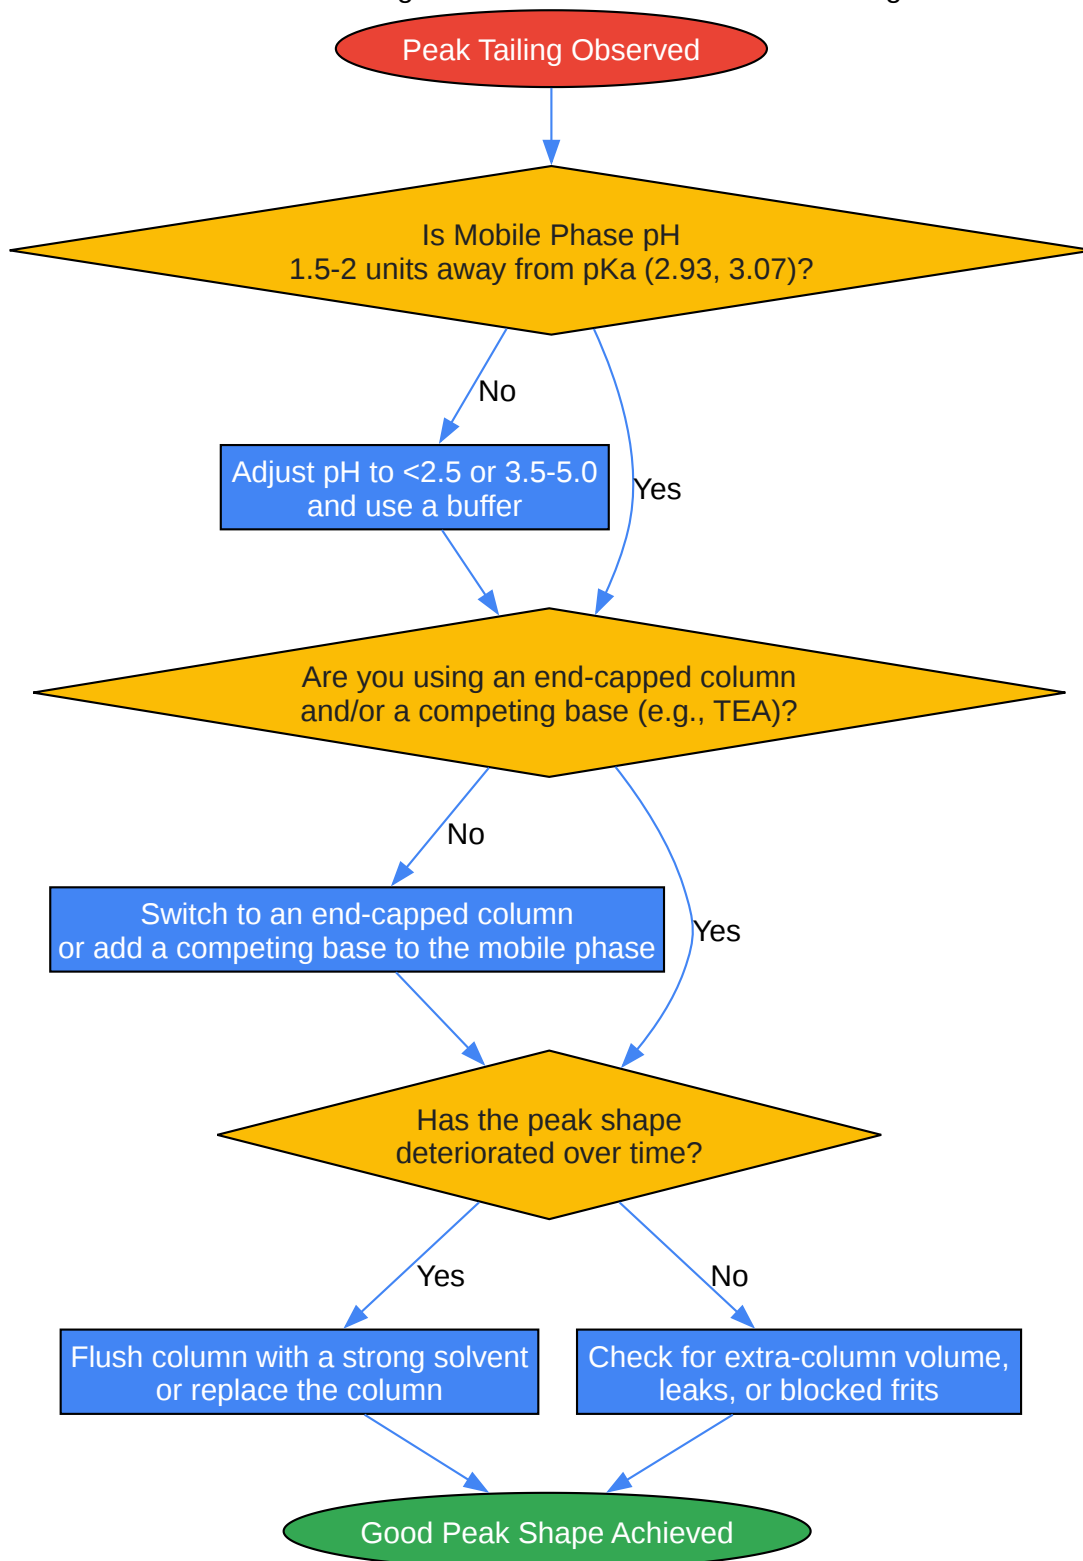 Peak Tailing Observed
Is Mobile Phase pH
1.5-2 units away from pKa (2.93, 3.07)?
No
Adjust pH to <2.5 or 3.5-5.0
and use a buffer
Yes
Are you using an end-capped column
and/or a competing base (e.g., TEA)?
No
Switch to an end-capped column
or add a competing base to the mobile phase
Yes
Has the peak shape
deteriorated over time?
Yes
No
Flush column with a strong solvent
or replace the column
Check for extra-column volume,
leaks, or blocked frits
Good Peak Shape Achieved